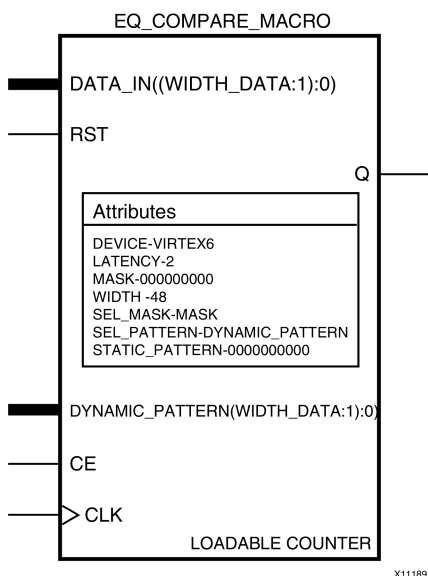 EQ_COMPARE_MACRO
DATA_IN((WIDTH_DATA:1):0)
RST
Q
Attributes
DEVICE-VIRTEX6
LATENCY-2
MASK-000000000
WIDTH -48
SEL_MASK-MASK
SEL_PATTERN-DYNAMIC_PATTERN
STATIC_PATTERN-0000000000
DYNAMIC_PATTERN(WIDTH_DATA:1):0)
CE
CLK
LOADABLE COUNTER
X11189